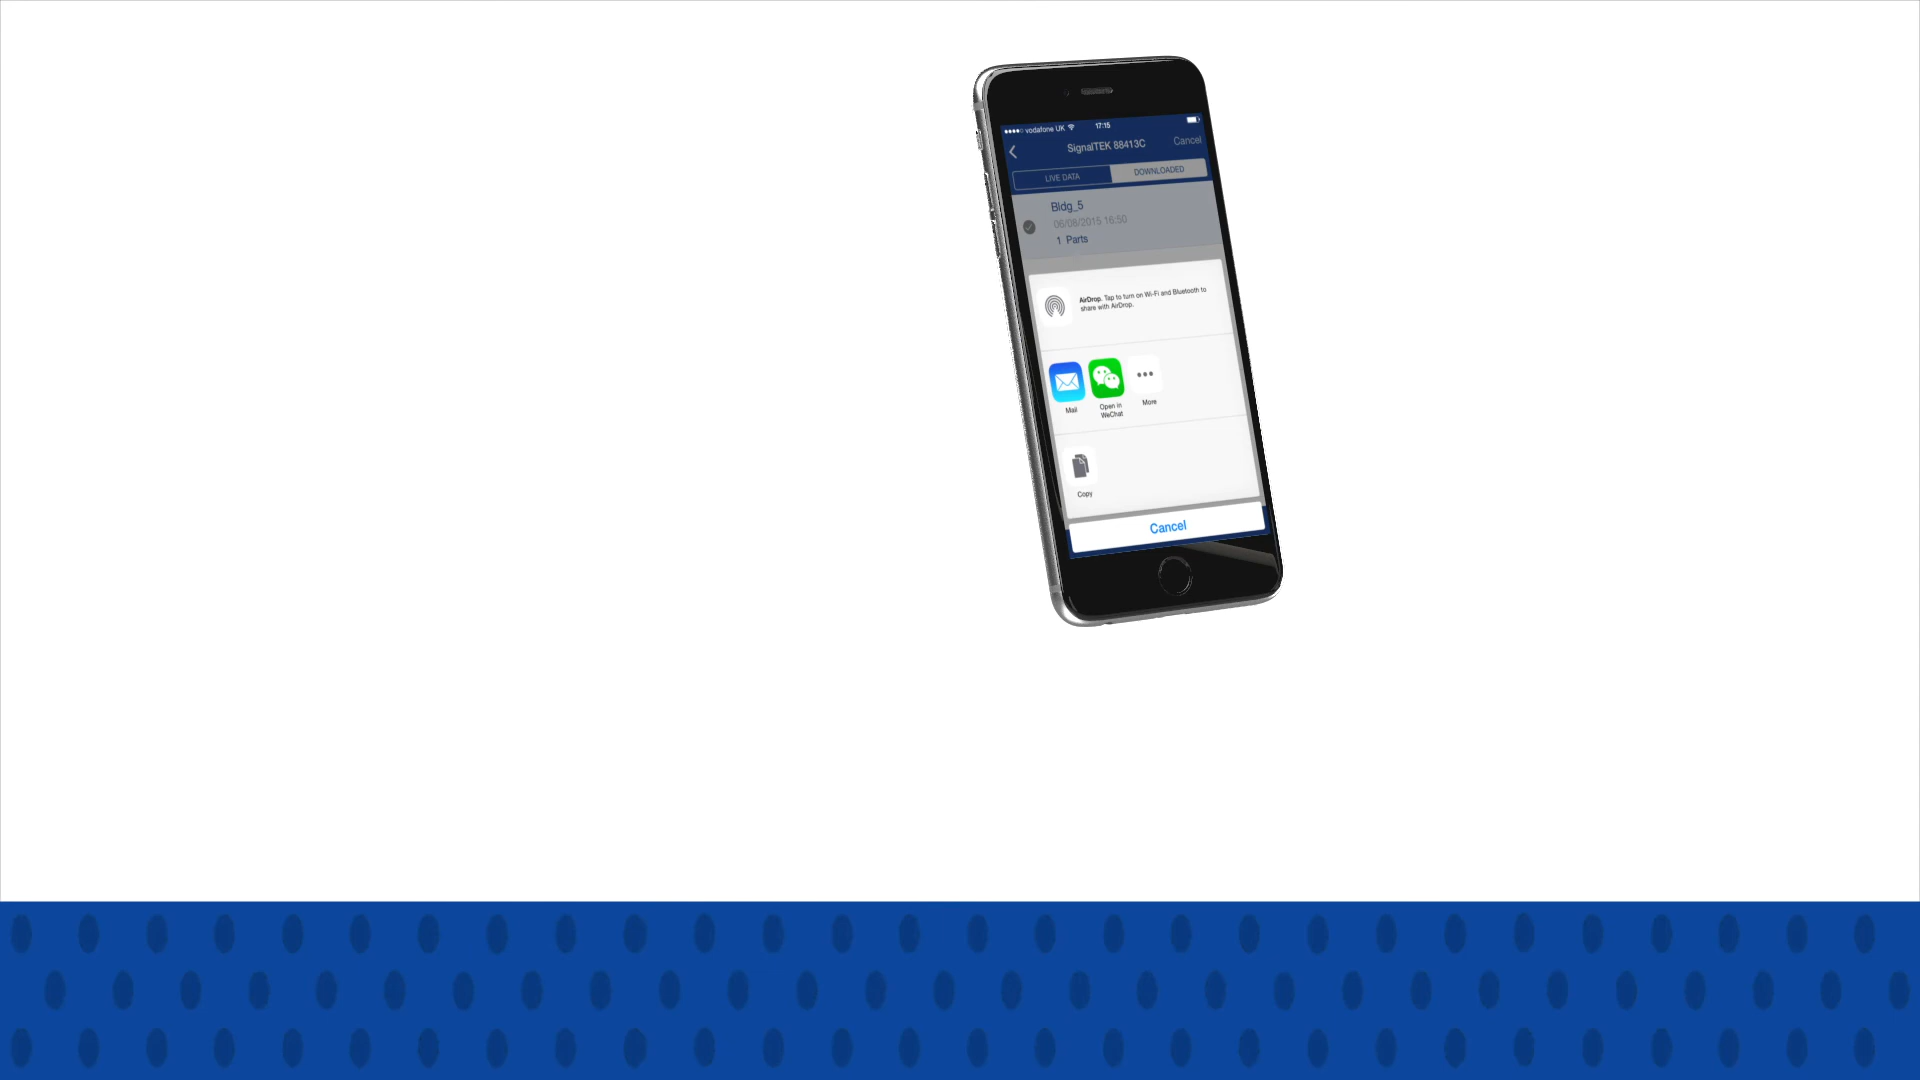 vodafone UK 17:15
SignalTEK 88413C Cancel
LIVE DATA DOWNLOADED
Bldg_5
06/08/2015 16:50
1 Parts
AirDrop. Tap to turn on Wi-Fi and Bluetooth to
share with AirDrop.
Mail
Open in
WeChat
More
Copy
Cancel